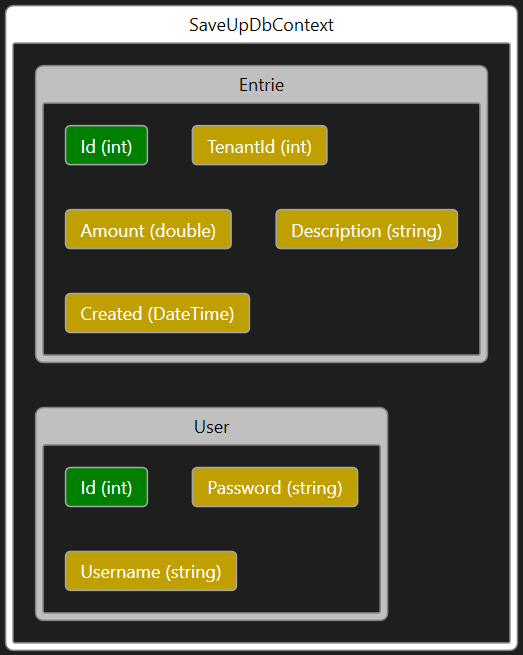 SaveUpDbContext
Entrie
Id (int)
TenantId (int)
Amount (double)
Description (string)
Created (DateTime)
User
Id (int)
Password (string)
Username (string)